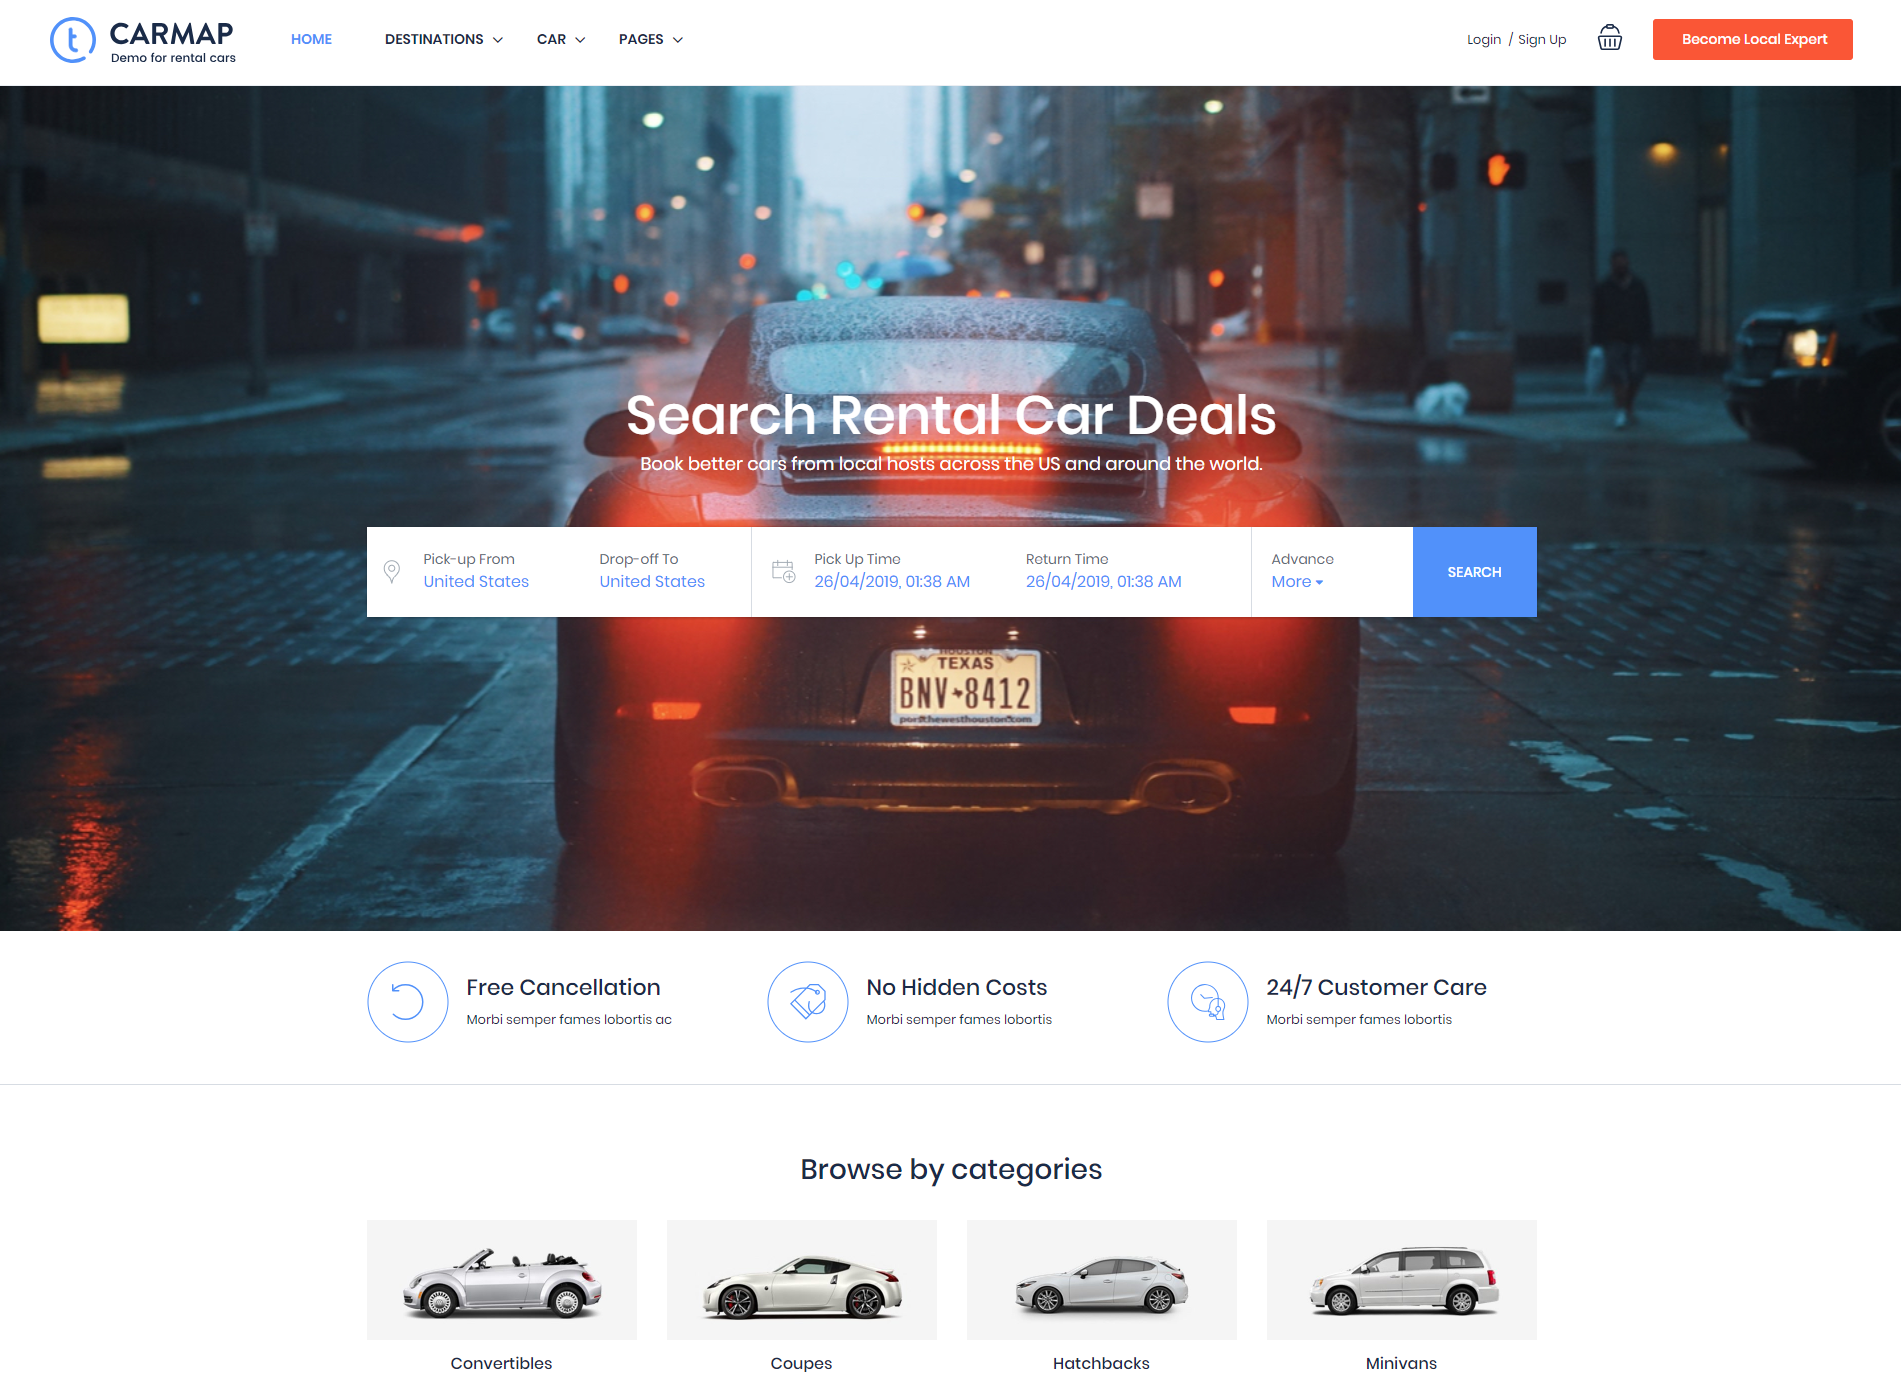 CARMAP
Demo for rental cars
HOME
DESTINATIONS
CAR
PAGES
Login / Sign Up
Become Local Expert
Search Rental Car Deals
Book better cars from local hosts across the US and around the world.
Pick-up From
United States
Drop-off To
United States
Pick Up Time
26/04/2019, 01:38 AM
Return Time
26/04/2019, 01:38 AM
Advance
More
SEARCH
HOUSTON
TEXAS
BNV 8412
porschewesthouston.com
Free Cancellation
Morbi semper fames lobortis ac
No Hidden Costs
Morbi semper fames lobortis
24/7 Customer Care
Morbi semper fames lobortis
Browse by categories
Convertibles
Coupes
Hatchbacks
Minivans